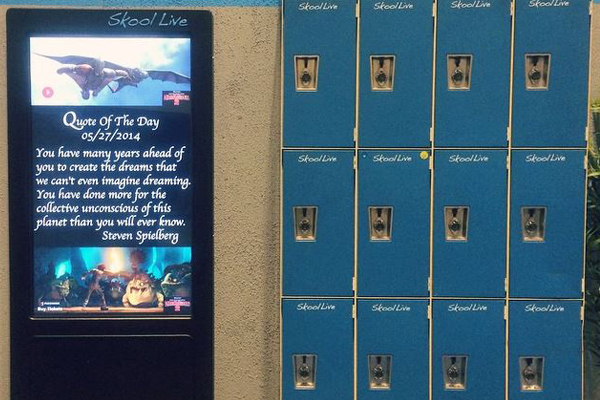 Skool Live
Quote Of The Day
05/27/2014
You have many years ahead of
you to create the dreams that
we can't even imagine dreaming.
You have done more for the
collective unconscious of this
planet than you will ever know.
Steven Spielberg
Buy Tickets
Skool Live
Skool Live
Skool Live
Skool Live
Skool Live
Skool Live
Skool Live
Skool Live
Skool Live
Skool Live
Skool Live
Skool Live